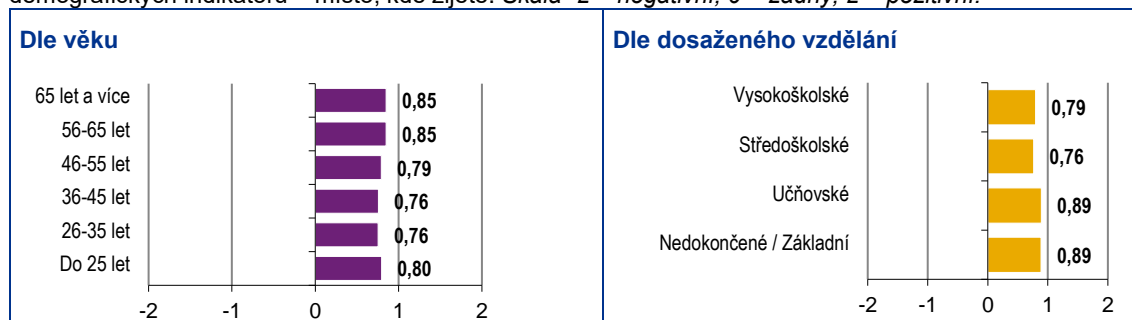 demografických indikátorů – místo, kde žijete. Škála -2 = negativní, 0 = žádný, 2 = pozitivní.
Dle věku
65 let a více 0,85
56-65 let 0,85
46-55 let 0,79
36-45 let 0,76
26-35 let 0,76
Do 25 let 0,80
-2 -1 0 1 2
Dle dosaženého vzdělání
Vysokoškolské 0,79
Středoškolské 0,76
Učňovské 0,89
Nedokončené / Základní 0,89
-2 -1 0 1 2